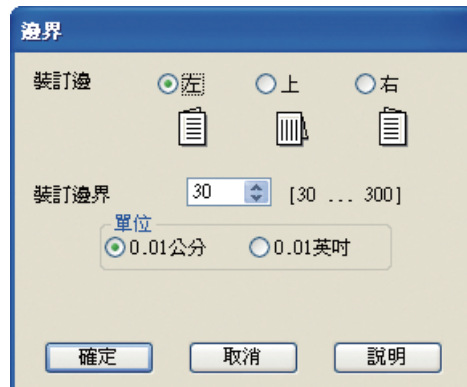 邊界
裝訂邊 左 上 右
裝訂邊界 30 [30 ... 300]
單位
0.01公分 0.01英吋
確定 取消 說明